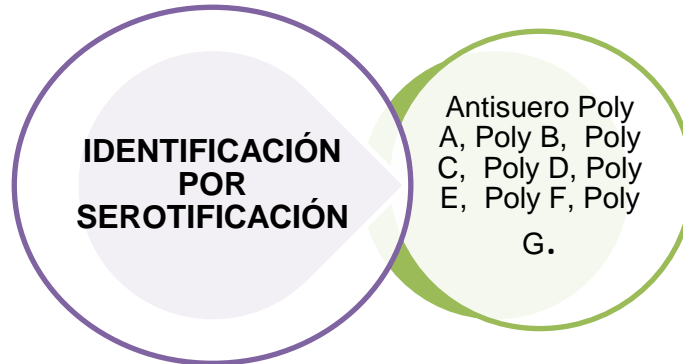 IDENTIFICACIÓN
POR
SEROTIFICACIÓN
Antisuero Poly
A, Poly B, Poly
C, Poly D, Poly
E, Poly F, Poly
G.